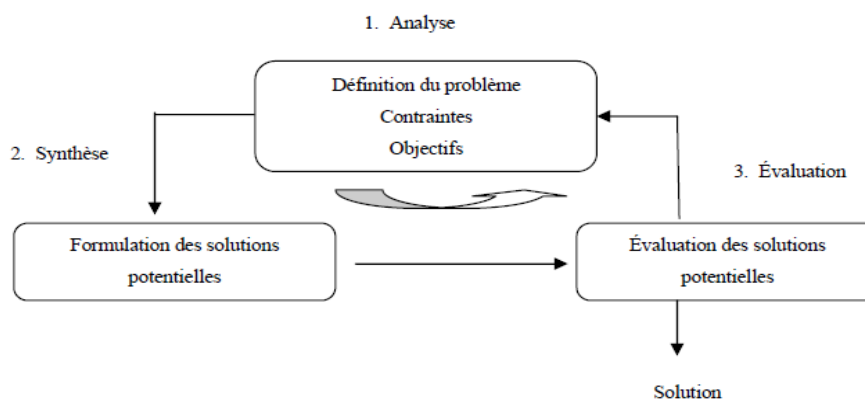 1. Analyse
Définition du problème
Contraintes
Objectifs
2. Synthèse
3. Évaluation
Formulation des solutions
potentielles
Évaluation des solutions
potentielles
Solution